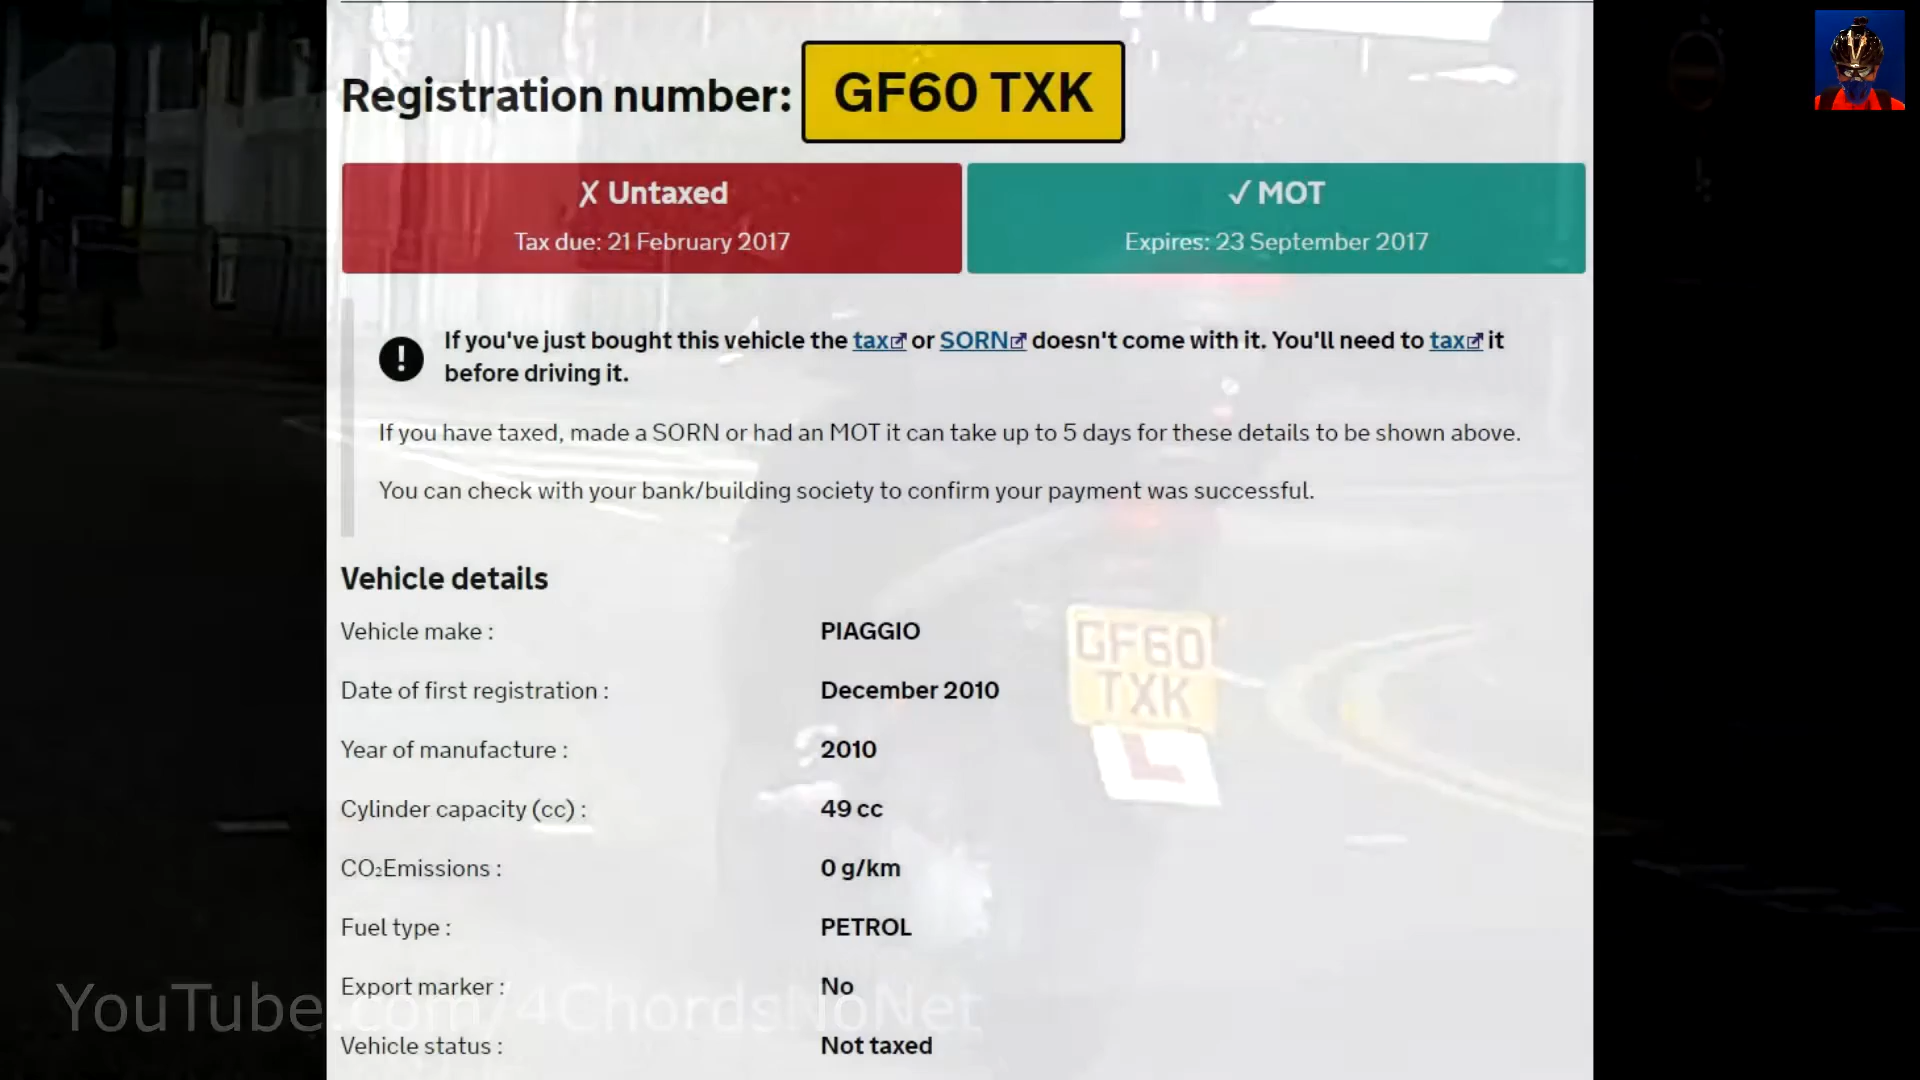 Registration number: GF60 TXK
✗ Untaxed
Tax due: 21 February 2017
✓ MOT
Expires: 23 September 2017
If you've just bought this vehicle the tax or SORN doesn't come with it. You'll need to tax it
before driving it.
If you have taxed, made a SORN or had an MOT it can take up to 5 days for these details to be shown above.
You can check with your bank/building society to confirm your payment was successful.
Vehicle details
Vehicle make : PIAGGIO
Date of first registration : December 2010
Year of manufacture : 2010
Cylinder capacity (cc) : 49 cc
CO₂Emissions : 0 g/km
Fuel type : PETROL
Export marker : No
Vehicle status : Not taxed
GF60
TXK
L
YouTube.com/4ChordsNoNet